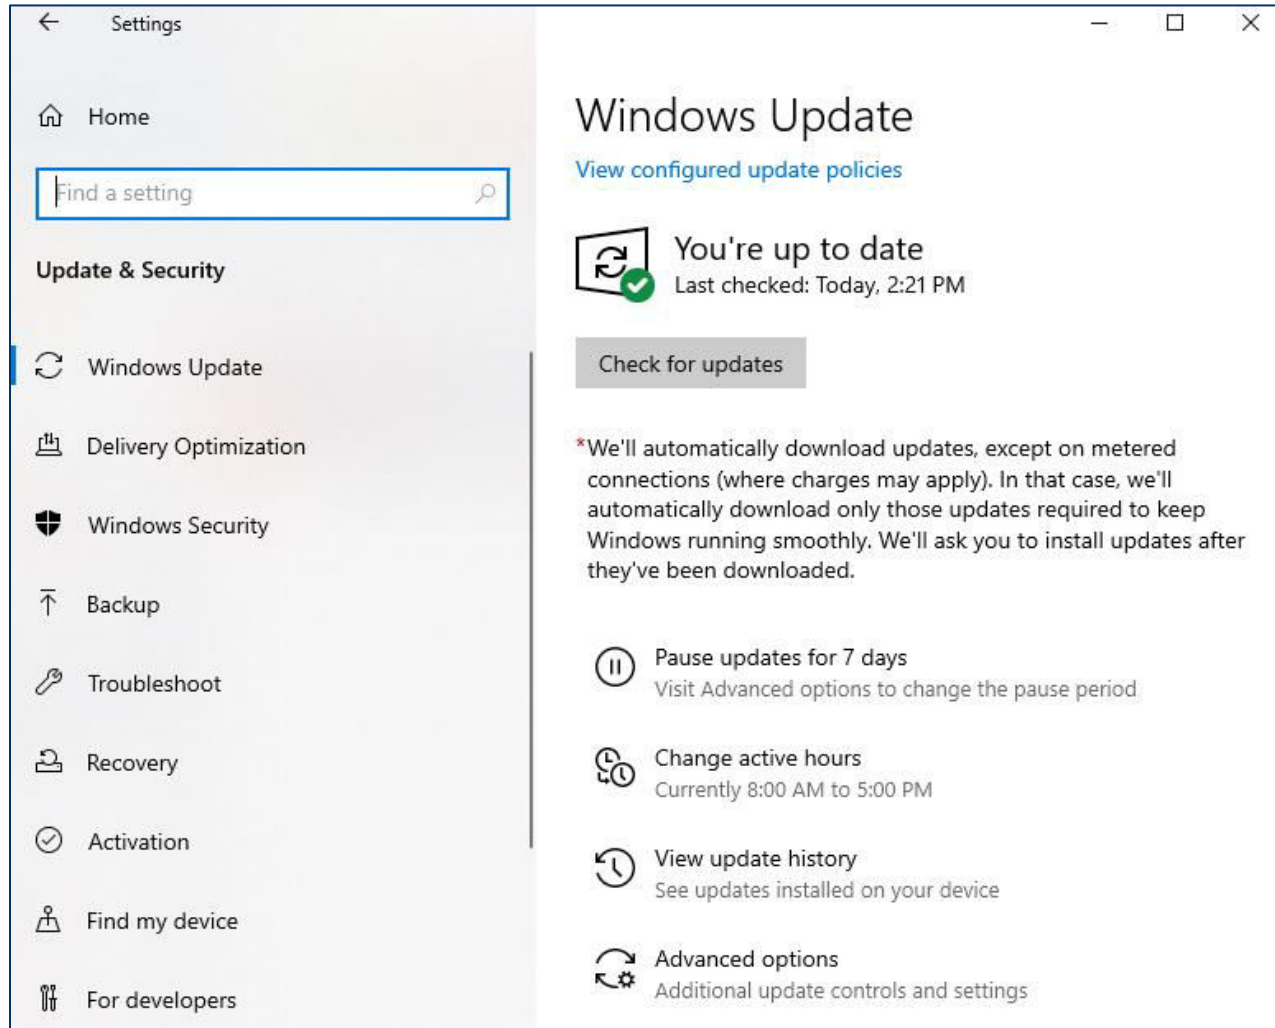 Settings
Home
Find a setting
Update & Security
Windows Update
Delivery Optimization
Windows Security
Backup
Troubleshoot
Recovery
Activation
Find my device
For developers
Windows Update
View configured update policies
You're up to date
Last checked: Today, 2:21 PM
Check for updates
*We'll automatically download updates, except on metered
connections (where charges may apply). In that case, we'll
automatically download only those updates required to keep
Windows running smoothly. We'll ask you to install updates after
they've been downloaded.
Pause updates for 7 days
Visit Advanced options to change the pause period
Change active hours
Currently 8:00 AM to 5:00 PM
View update history
See updates installed on your device
Advanced options
Additional update controls and settings